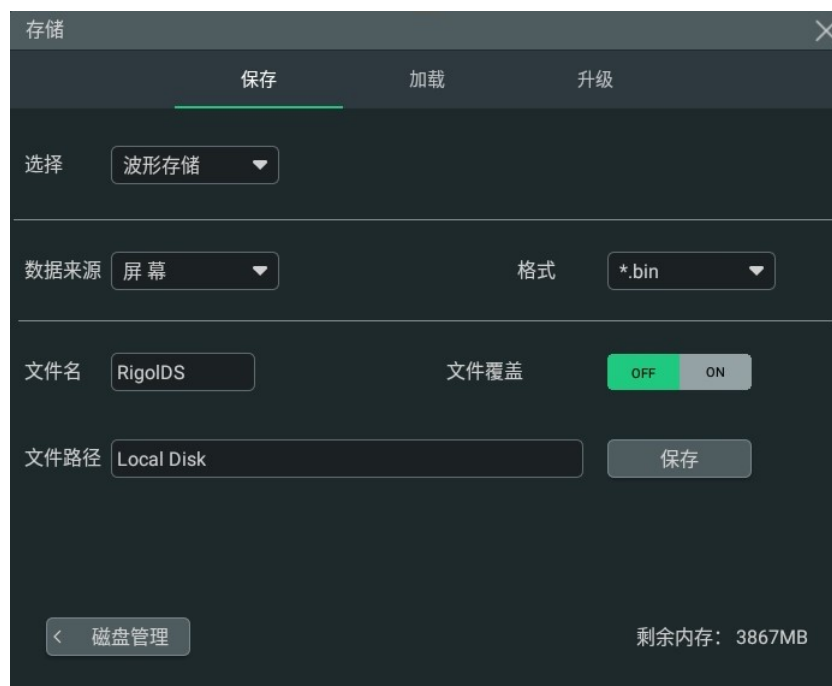 存储
保存 加载 升级
选择 波形存储
数据来源 屏 幕 格式 *.bin
文件名 RigolDS 文件覆盖 OFF ON
文件路径 Local Disk 保存
磁盘管理 剩余内存: 3867MB